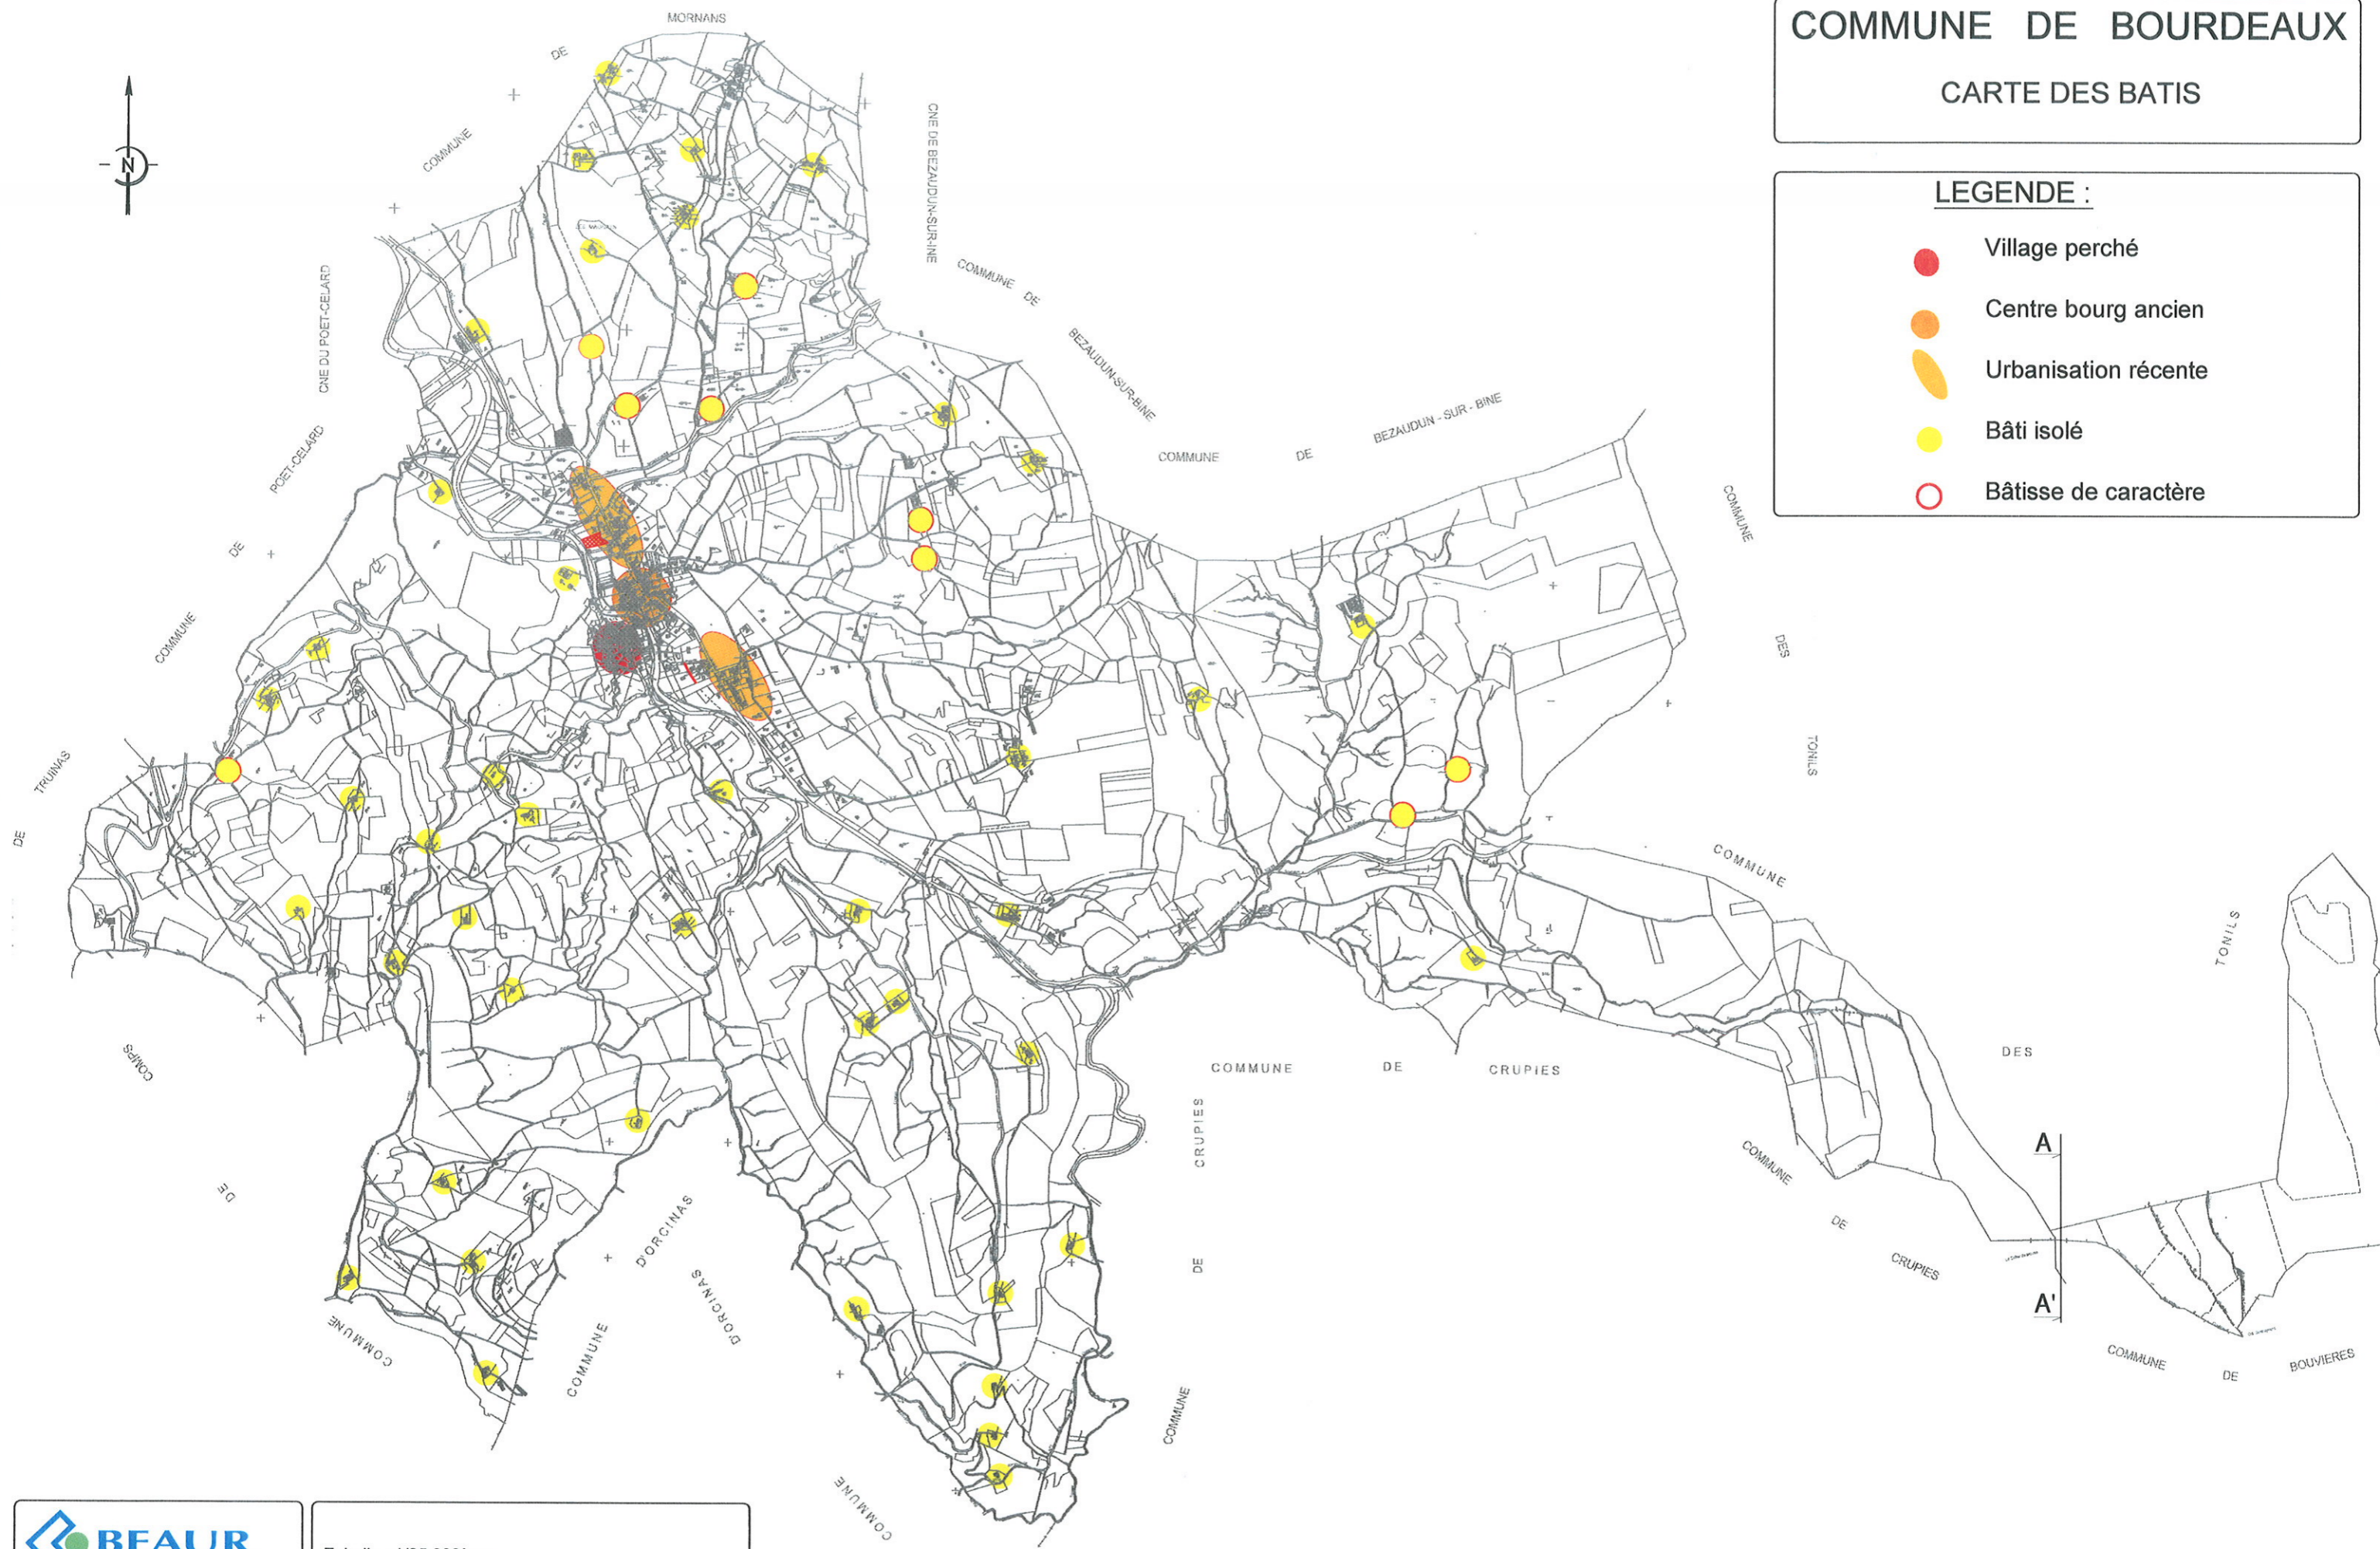 COMMUNE DE BOURDEAUX
CARTE DES BATIS
LEGENDE :
Village perché
Centre bourg ancien
Urbanisation récente
Bâti isolé
Bâtisse de caractère
N
MORNANS
DE
COMMUNE
CNE DE BEZAUDUN-SUR-INE
CNE DU POET-CELARD
COMMUNE DE
BEZAUDUN-SUR-BINE
POET-CELARD
DE
COMMUNE
COMMUNE DE BEZAUDUN - SUR - BINE
COMMUNE
DES
TONILS
TRUINAS
DE
COMMUNE
TONILS
DES
COMPS
DE
COMMUNE
COMMUNE DE CRUPIES
CRUPIES
DE
COMMUNE
D'ORCINAS
COMMUNE
D'ORCINAS
COMMUNE
COMMUNE
DE
CRUPIES
A
A'
COMMUNE DE BOUVIERES
BEAUR